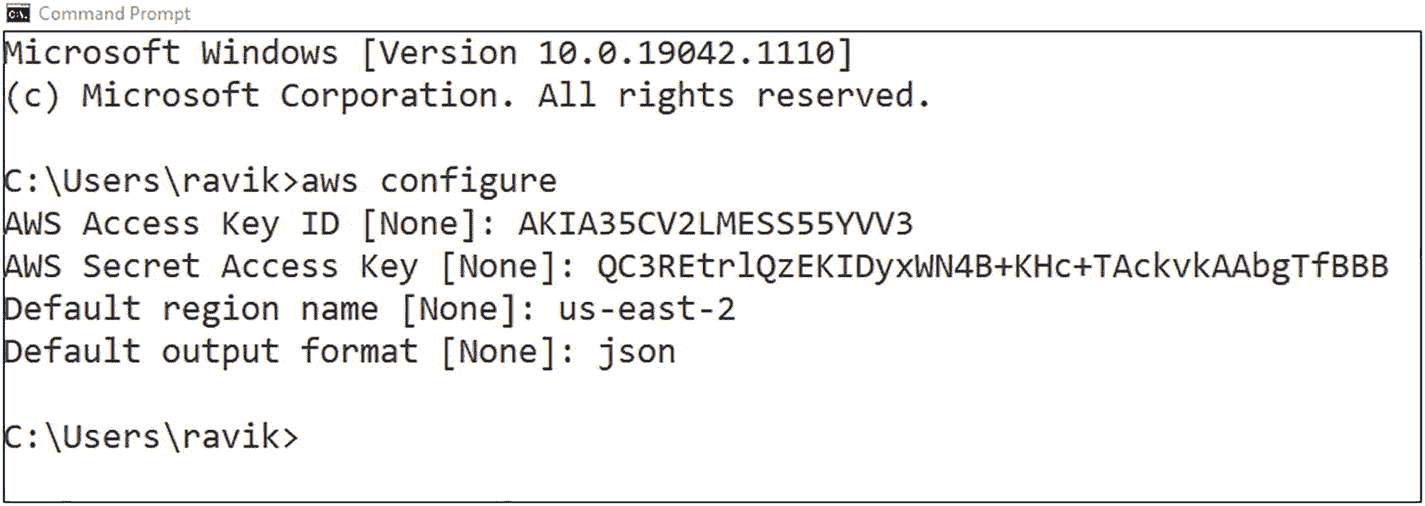 Command Prompt
Microsoft Windows [Version 10.0.19042.1110]
(c) Microsoft Corporation. All rights reserved.
C:\Users\ravik>aws configure
AWS Access Key ID [None]: AKIA35CV2LMESS55YVV3
AWS Secret Access Key [None]: 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
Default region name [None]: us-east-2
Default output format [None]: json
C:\Users\ravik>